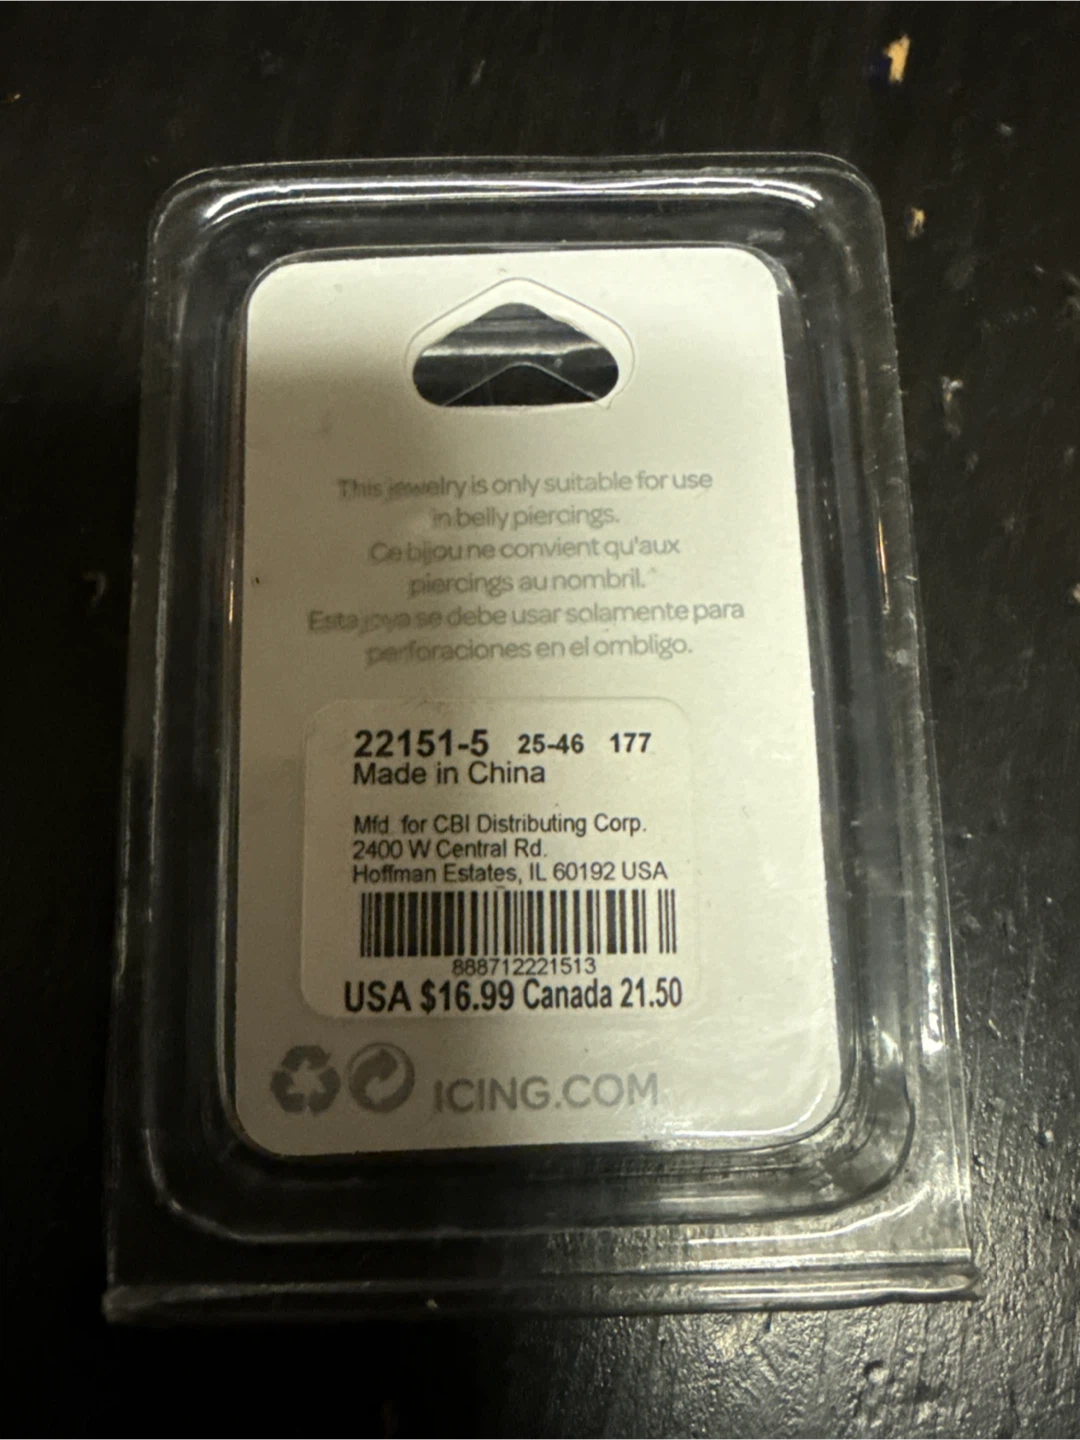 This jewelry is only suitable for use
in belly piercings.
Ce bijou ne convient qu'aux
piercings au nombril.
Esta joya se debe usar solamente para
perforaciones en el ombligo.
22151-5 25-46 177
Made in China
Mfd. for CBI Distributing Corp.
2400 W Central Rd.
Hoffman Estates, IL 60192 USA
888712221513
USA $16.99 Canada 21.50
ICING.COM